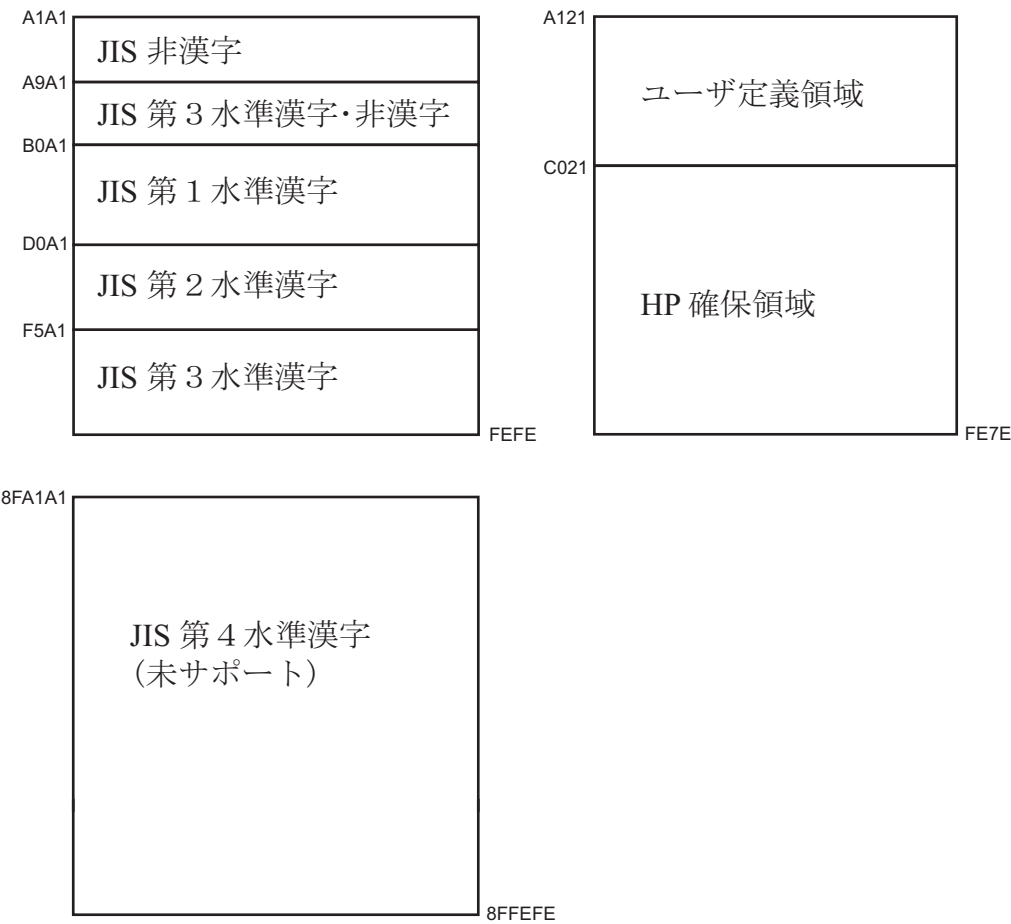 A1A1
JIS 非漢字
A9A1
JIS 第３水準漢字･非漢字
B0A1
JIS 第１水準漢字
D0A1
JIS 第２水準漢字
F5A1
JIS 第３水準漢字
FEFE
A121
ユーザ定義領域
C021
HP 確保領域
FE7E
8FA1A1
JIS 第４水準漢字
（未サポート）
8FFEFE